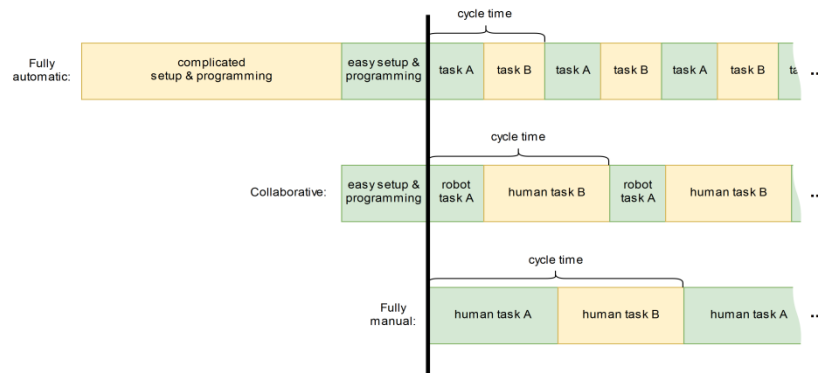 cycle time
Fully
automatic:
complicated
setup & programming
easy setup &
programming
task A
task B
task A
task B
task A
task B
...
cycle time
Collaborative:
easy setup &
programming
robot
task A
human task B
robot
task A
human task B
...
cycle time
Fully
manual:
human task A
human task B
human task A
...